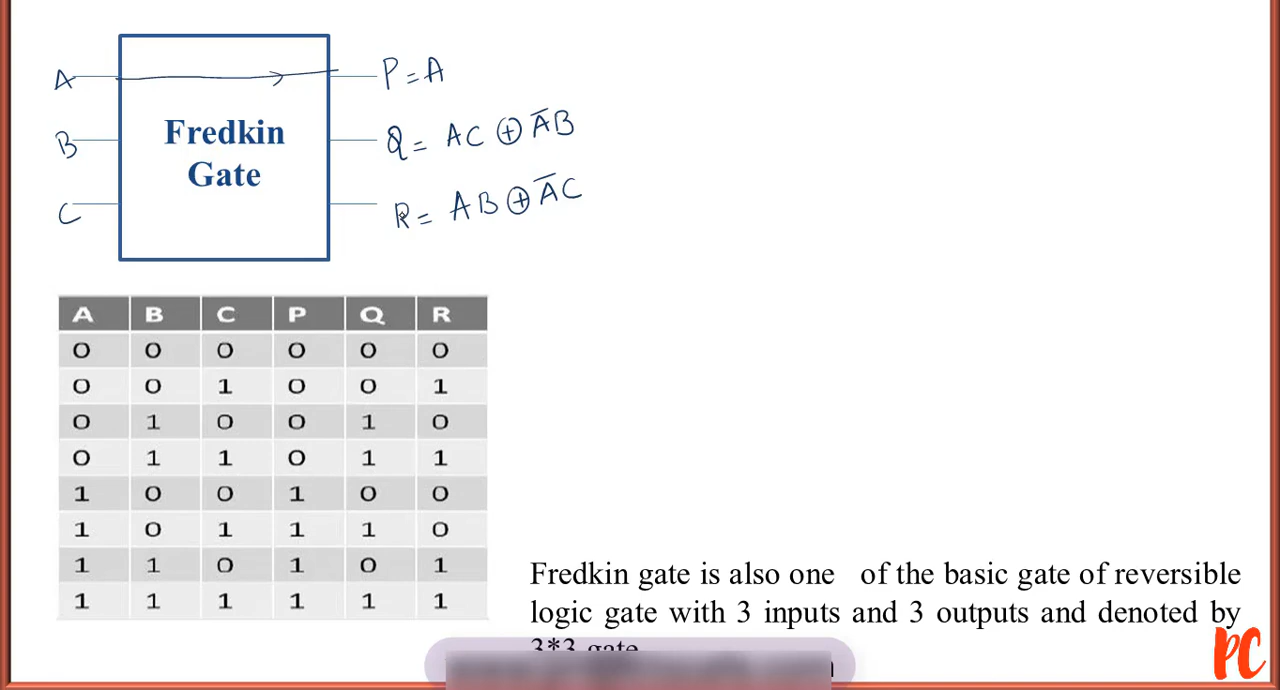 A
P = A
Fredkin
Gate
B
Q = AC ⊕ A̅B
C
R = AB ⊕ A̅C
A B C P Q R
0 0 0 0 0 0
0 0 1 0 0 1
0 1 0 0 1 0
0 1 1 0 1 1
1 0 0 1 0 0
1 0 1 1 1 0
1 1 0 1 0 1
1 1 1 1 1 1
Fredkin gate is also one of the basic gate of reversible
logic gate with 3 inputs and 3 outputs and denoted by
3*3 gate
PC